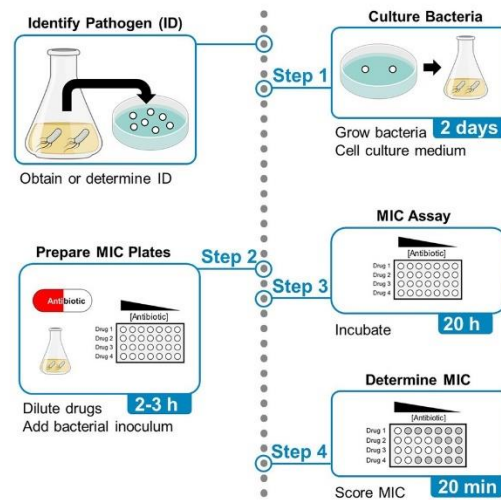 Identify Pathogen (ID)
Obtain or determine ID
Step 1
Culture Bacteria
Grow bacteria
2 days
Cell culture medium
Step 2
Prepare MIC Plates
Antibiotic
[Antibiotic]
Drug 1
Drug 2
Drug 3
Drug 4
Dilute drugs
2-3 h
Add bacterial inoculum
Step 3
MIC Assay
[Antibiotic]
Drug 1
Drug 2
Drug 3
Drug 4
Incubate
20 h
Step 4
Determine MIC
[Antibiotic]
Drug 1
Drug 2
Drug 3
Drug 4
Score MIC
20 min